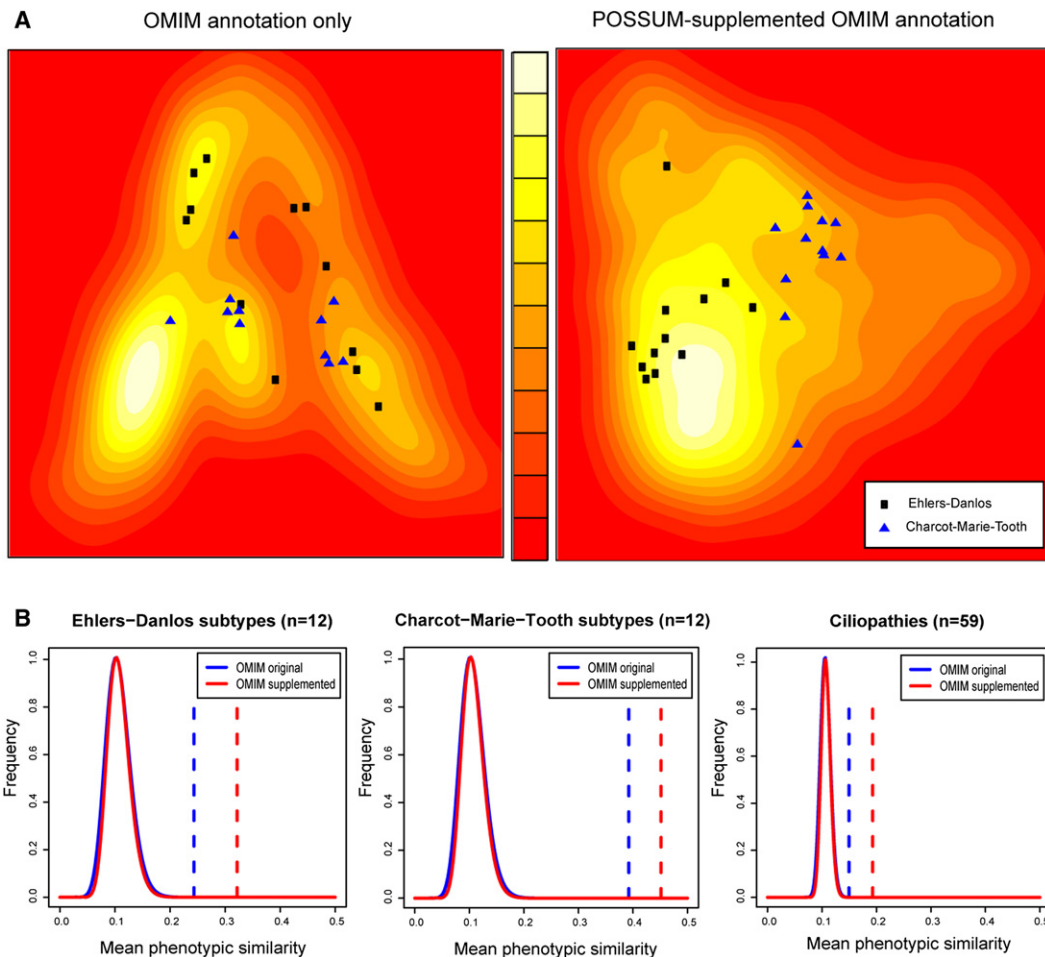 A
OMIM annotation only
POSSUM-supplemented OMIM annotation
Ehlers-Danlos
Charcot-Marie-Tooth
B
Ehlers−Danlos subtypes (n=12)
OMIM original
OMIM supplemented
Frequency
1.0
0.8
0.6
0.4
0.2
0.0
0.0 0.1 0.2 0.3 0.4 0.5
Mean phenotypic similarity
Charcot−Marie−Tooth subtypes (n=12)
OMIM original
OMIM supplemented
Frequency
1.0
0.8
0.6
0.4
0.2
0.0
0.0 0.1 0.2 0.3 0.4 0.5
Mean phenotypic similarity
Ciliopathies (n=59)
OMIM original
OMIM supplemented
Frequency
1.0
0.8
0.6
0.4
0.2
0.0
0.0 0.1 0.2 0.3 0.4 0.5
Mean phenotypic similarity